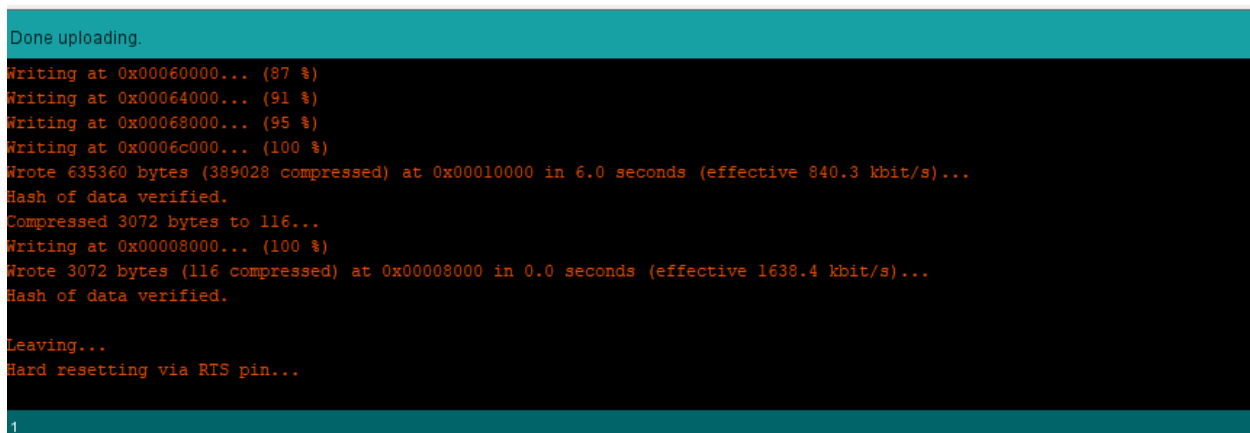 Done uploading.
Writing at 0x00060000... (87 %)
Writing at 0x00064000... (91 %)
Writing at 0x00068000... (95 %)
Writing at 0x0006c000... (100 %)
Wrote 635360 bytes (389028 compressed) at 0x00010000 in 6.0 seconds (effective 840.3 kbit/s)...
Hash of data verified.
Compressed 3072 bytes to 116...
Writing at 0x00008000... (100 %)
Wrote 3072 bytes (116 compressed) at 0x00008000 in 0.0 seconds (effective 1638.4 kbit/s)...
Hash of data verified.
Leaving...
Hard resetting via RTS pin...
1